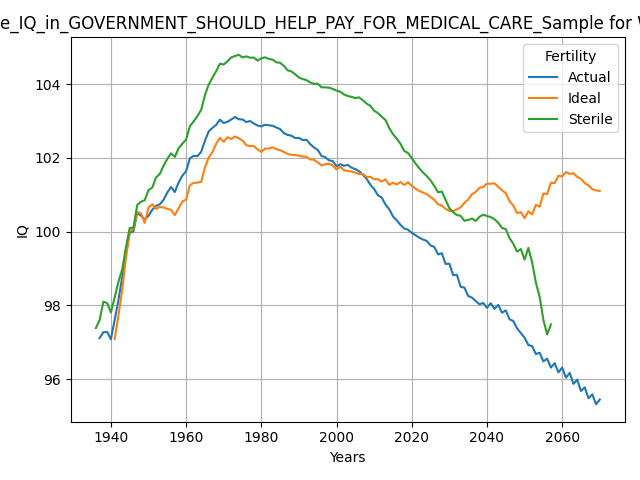 e_IQ_in_GOVERNMENT_SHOULD_HELP_PAY_FOR_MEDICAL_CARE_Sample for
Fertility
Actual
Ideal
Sterile
104
102
100
98
96
IQ
1940 1960 1980 2000 2020 2040 2060
Years